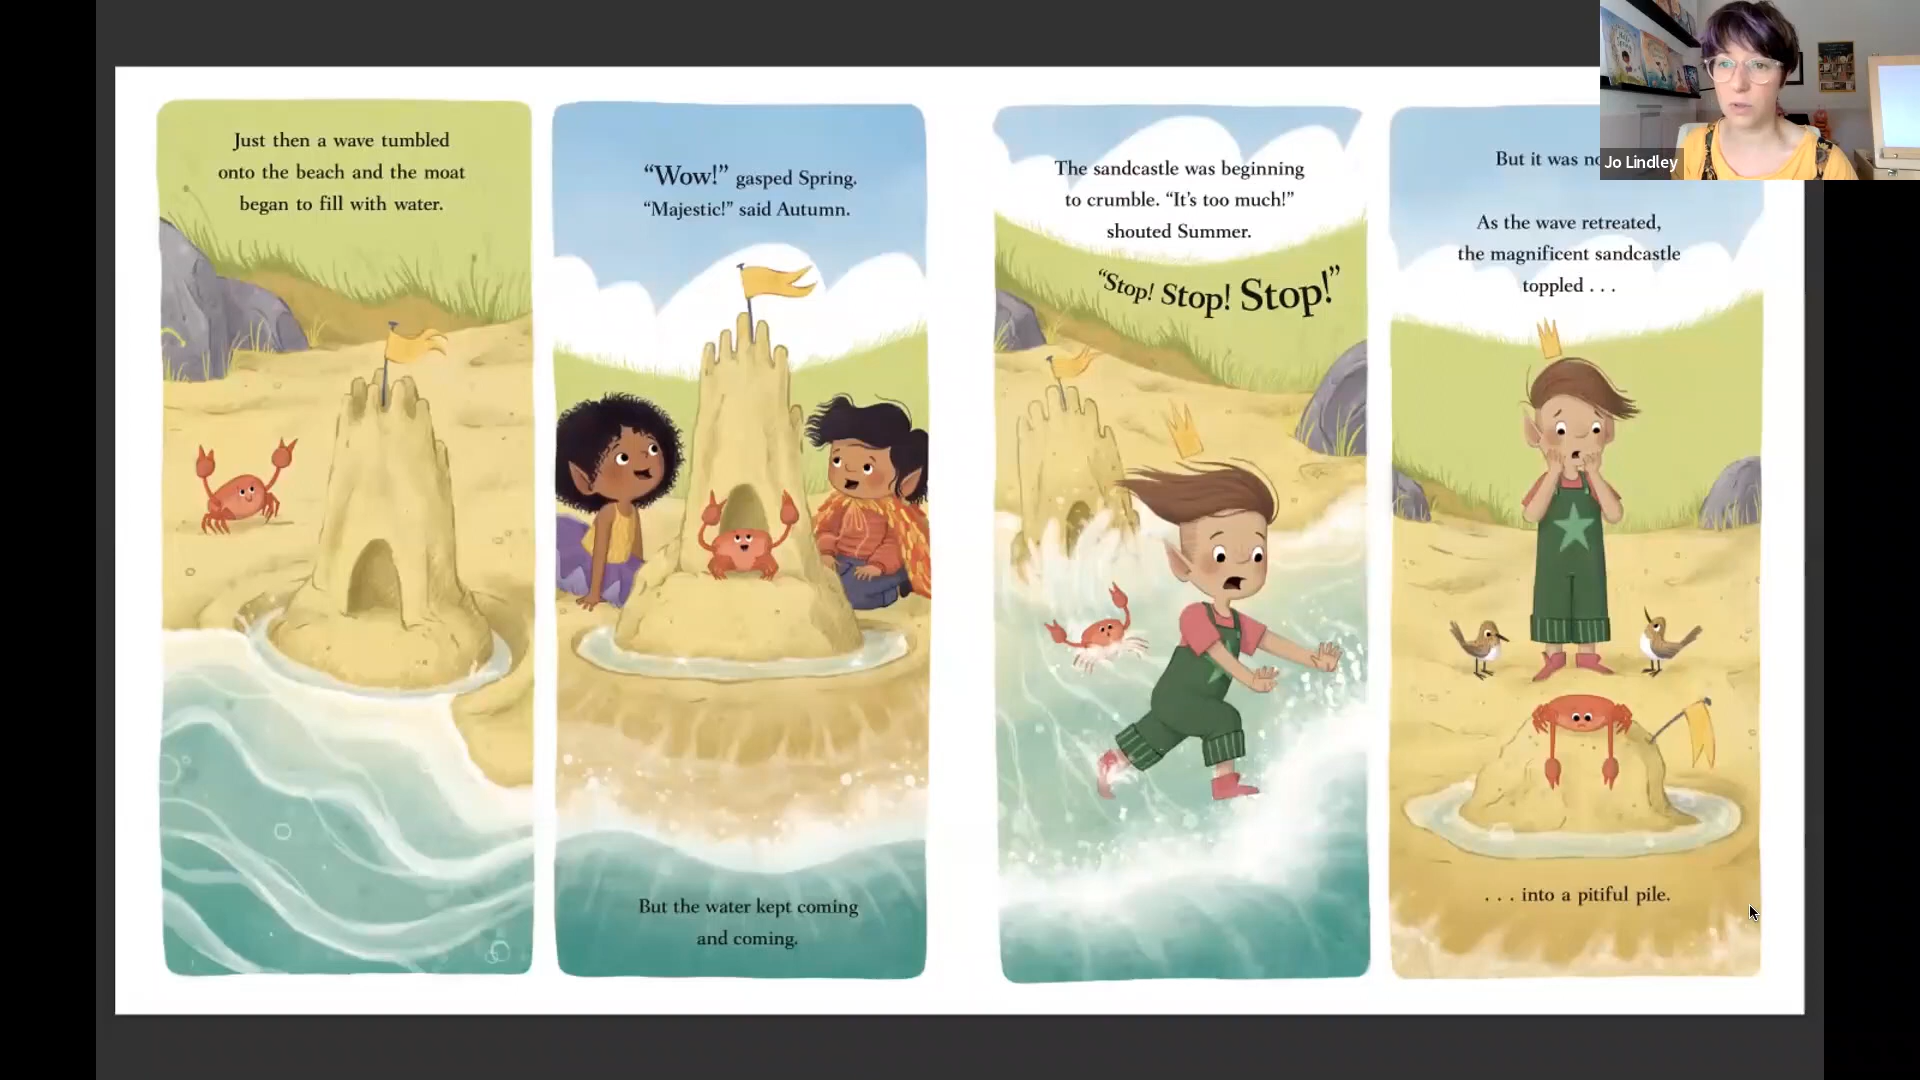 Just then a wave tumbled
onto the beach and the moat
began to fill with water.
“Wow!” gasped Spring.
“Majestic!” said Autumn.
But the water kept coming
and coming.
The sandcastle was beginning
to crumble. “It’s too much!”
shouted Summer.
“Stop! Stop! Stop!”
But it was
As the wave retreated,
the magnificent sandcastle
toppled . . .
. . . into a pitiful pile.
Jo Lindley